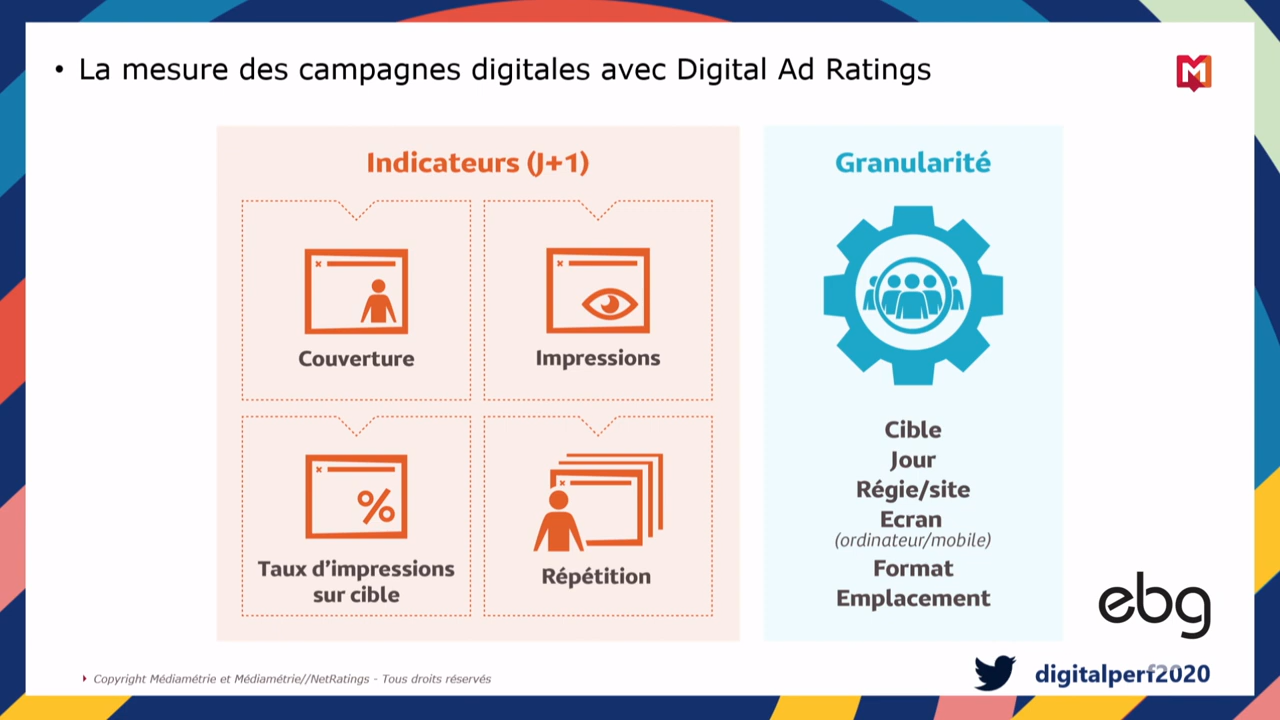 • La mesure des campagnes digitales avec Digital Ad Ratings
M
Indicateurs (J+1)
Couverture
Impressions
Taux d'impressions
sur cible
Répétition
Granularité
Cible
Jour
Régie/site
Ecran
(ordinateur/mobile)
Format
Emplacement
ebg
Copyright Médiamétrie et Médiamétrie//NetRatings - Tous droits réservés
digitalperf2020